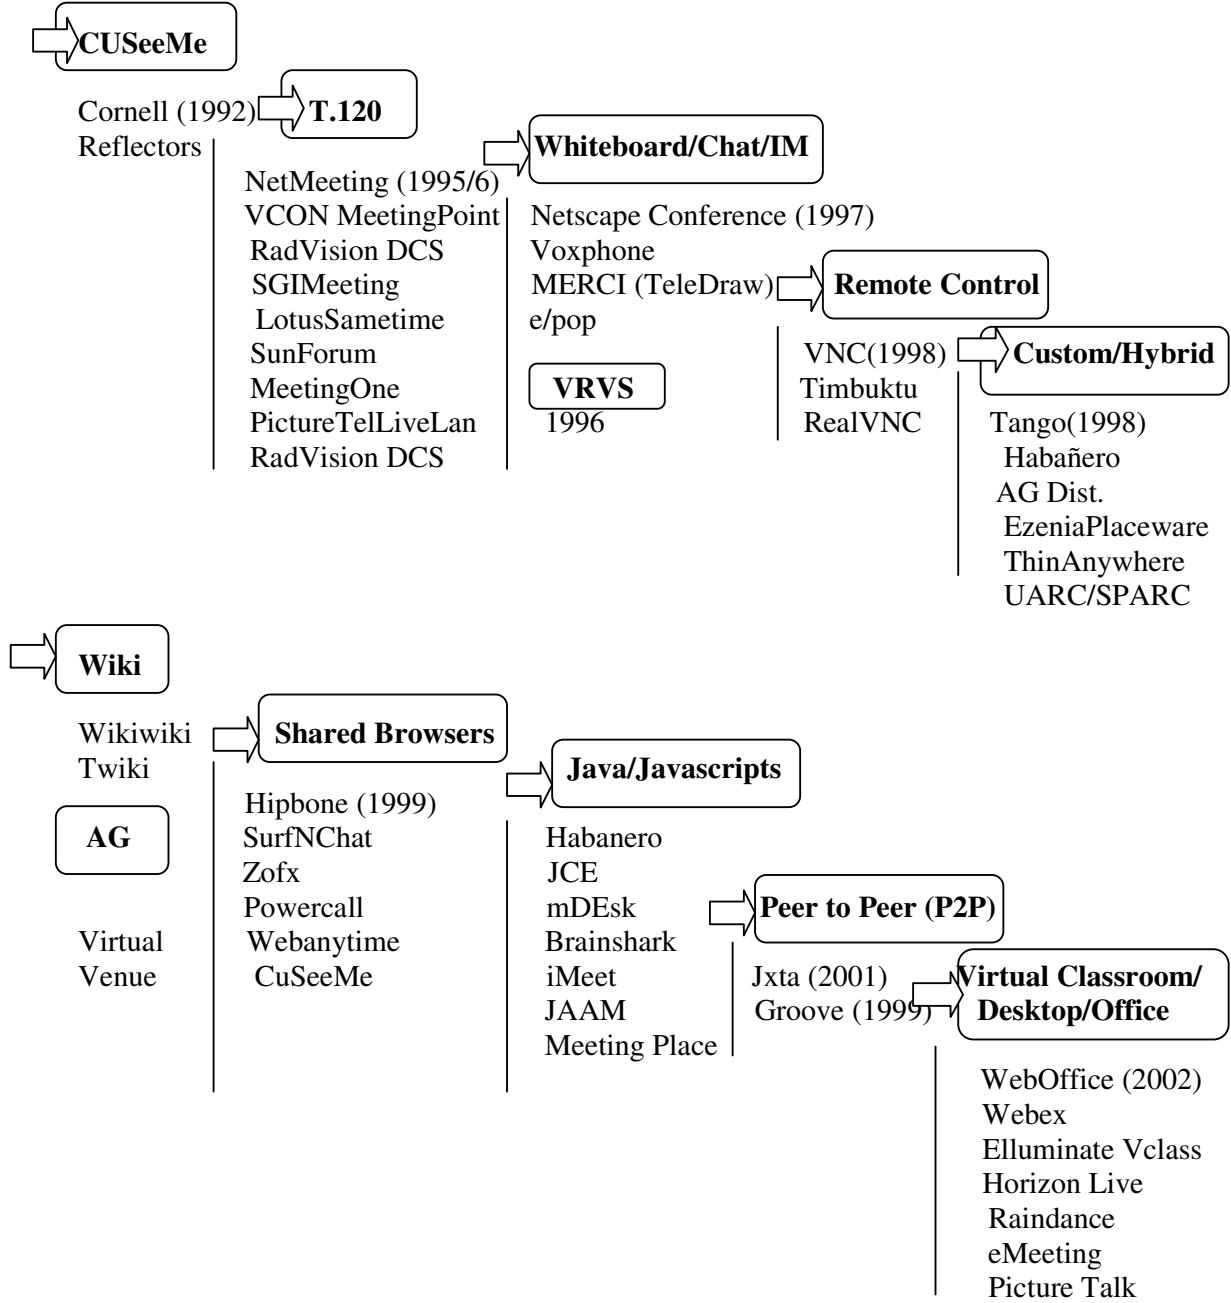 CUSeeMe
Cornell (1992)
Reflectors
T.120
NetMeeting (1995/6)
VCON MeetingPoint
RadVision DCS
SGIMeeting
LotusSametime
SunForum
MeetingOne
PictureTelLiveLan
RadVision DCS
Whiteboard/Chat/IM
Netscape Conference (1997)
Voxphone
MERCI (TeleDraw)
e/pop
VRVS
1996
Remote Control
VNC(1998)
Timbuktu
RealVNC
Custom/Hybrid
Tango(1998)
Habañero
AG Dist.
EzeniaPlaceware
ThinAnywhere
UARC/SPARC
Wiki
Wikiwiki
Twiki
AG
Virtual
Venue
Shared Browsers
Hipbone (1999)
SurfNChat
Zofx
Powercall
Webanytime
CuSeeMe
Java/Javascripts
Habanero
JCE
mDEsk
Brainshark
iMeet
JAAM
Meeting Place
Peer to Peer (P2P)
Jxta (2001)
Groove (1999)
Virtual Classroom/
Desktop/Office
WebOffice (2002)
Webex
Elluminate Vclass
Horizon Live
Raindance
eMeeting
Picture Talk